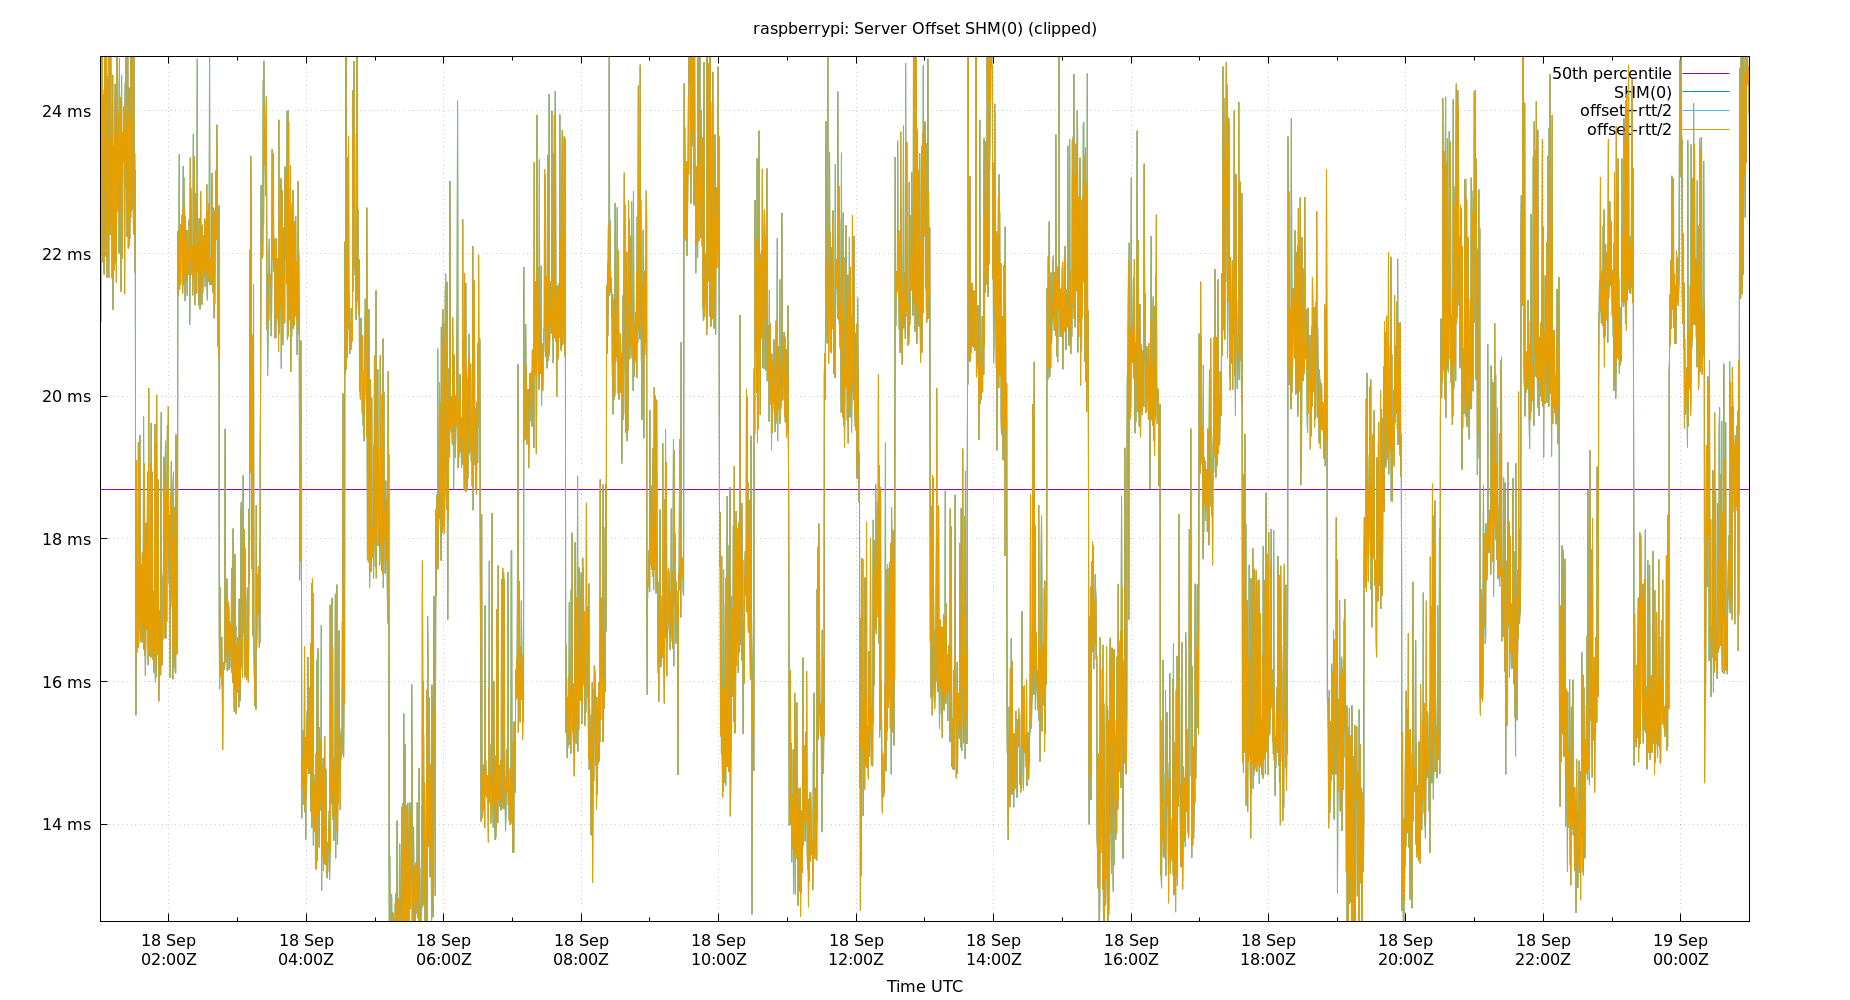 raspberrypi: Server Offset SHM(0) (clipped)
50th percentile
SHM(0)
offset+rtt/2
offset-rtt/2
24 ms
22 ms
20 ms
18 ms
16 ms
14 ms
18 Sep 18 Sep 18 Sep 18 Sep 18 Sep 18 Sep 18 Sep 18 Sep 18 Sep 18 Sep 18 Sep 19 Sep
02:00Z 04:00Z 06:00Z 08:00Z 10:00Z 12:00Z 14:00Z 16:00Z 18:00Z 20:00Z 22:00Z 00:00Z
Time UTC